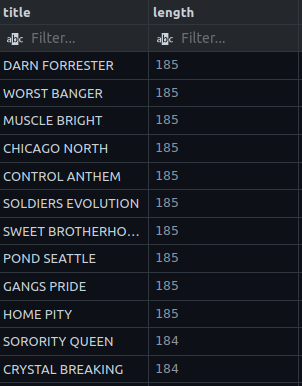 title length
abc Filter... abc Filter...
DARN FORRESTER 185
WORST BANGER 185
MUSCLE BRIGHT 185
CHICAGO NORTH 185
CONTROL ANTHEM 185
SOLDIERS EVOLUTION 185
SWEET BROTHERHO... 185
POND SEATTLE 185
GANGS PRIDE 185
HOME PITY 185
SORORITY QUEEN 184
CRYSTAL BREAKING 184